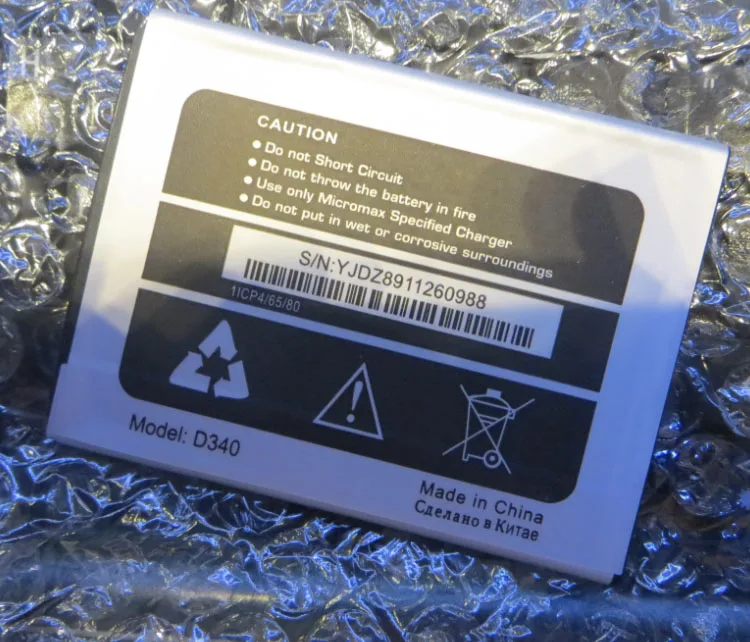 CAUTION
● Do not Short Circuit
● Do not throw the battery in fire
● Use only Micromax Specified Charger
● Do not put in wet or corrosive surroundings
S/N:YJDZ8911260988
1ICP4/65/80
Model: D340
Made in China
Сделано в Китае